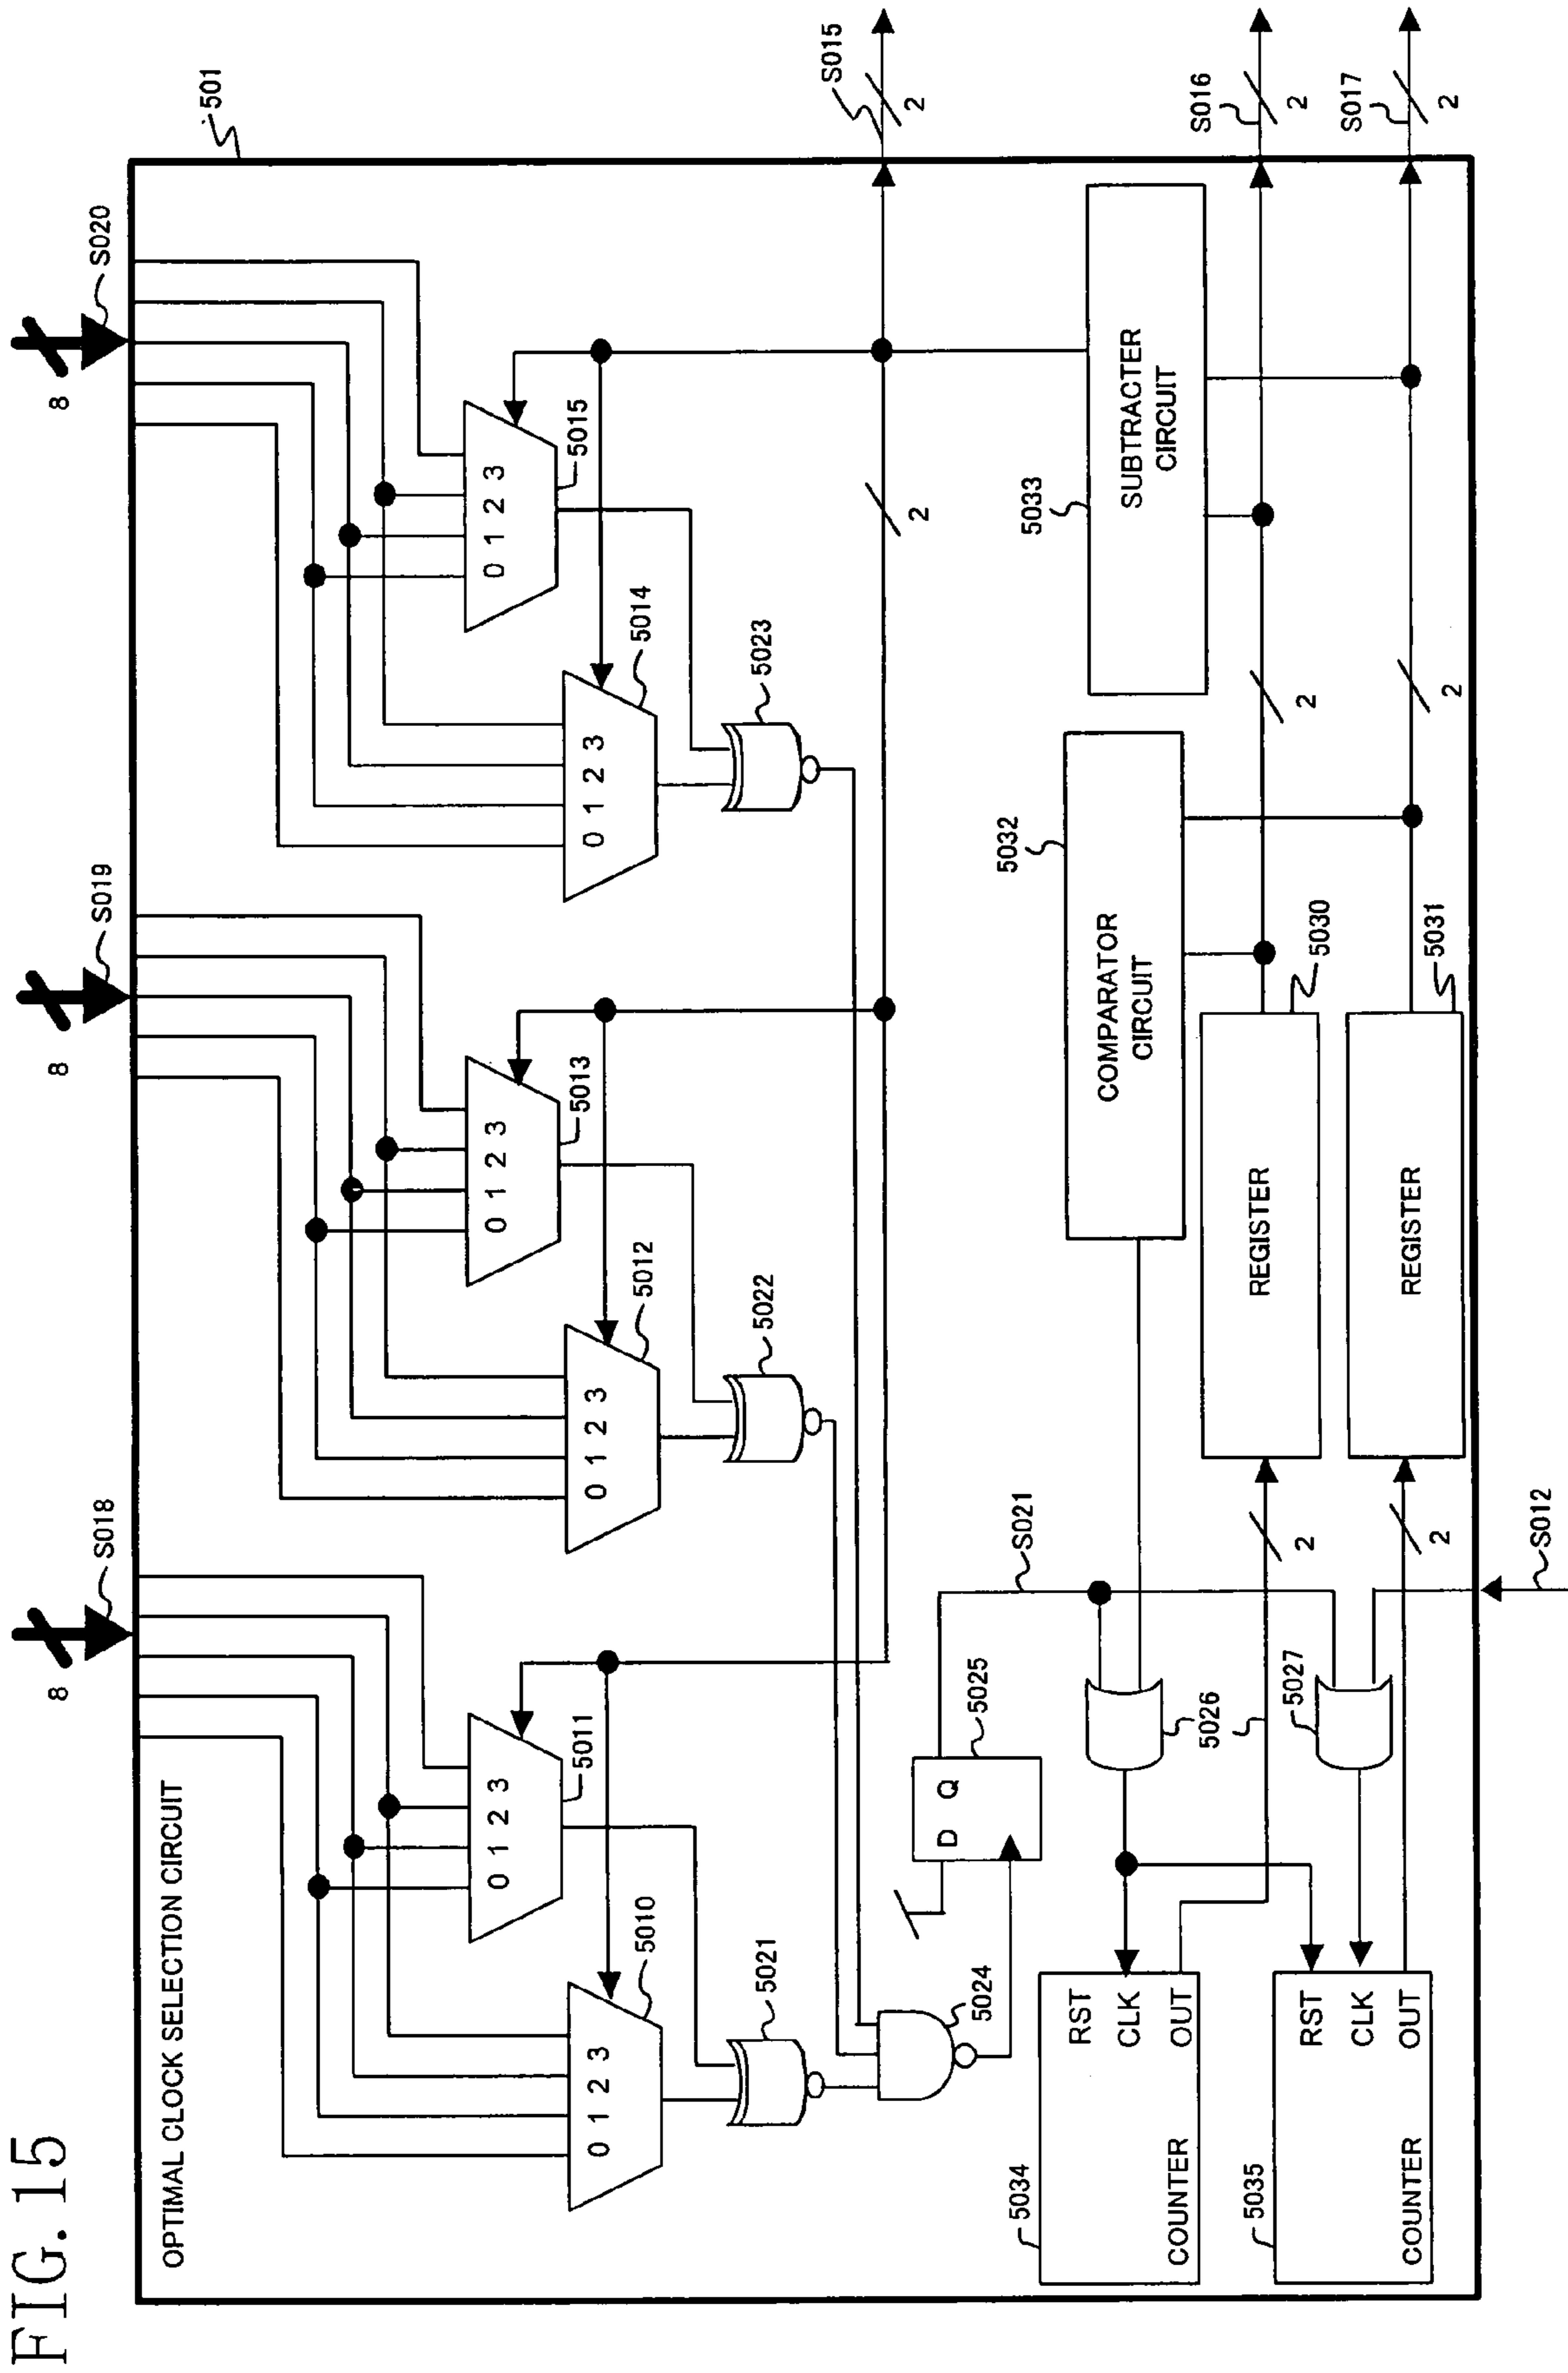 FIG. 15
OPTIMAL CLOCK SELECTION CIRCUIT
501
8
S018
8
S019
8
S020
0 1 2 3
5011
0 1 2 3
5010
5021
0 1 2 3
5013
0 1 2 3
5012
5022
0 1 2 3
5015
0 1 2 3
5014
5023
5024
2
S015
2
D Q
5025
S021
5026
5027
5034
RST
CLK
OUT
COUNTER
5035
RST
CLK
OUT
COUNTER
COMPARATOR
CIRCUIT
5032
SUBTRACTER
CIRCUIT
5033
2
REGISTER
5030
2
S016
2
2
REGISTER
5031
2
S017
2
S012